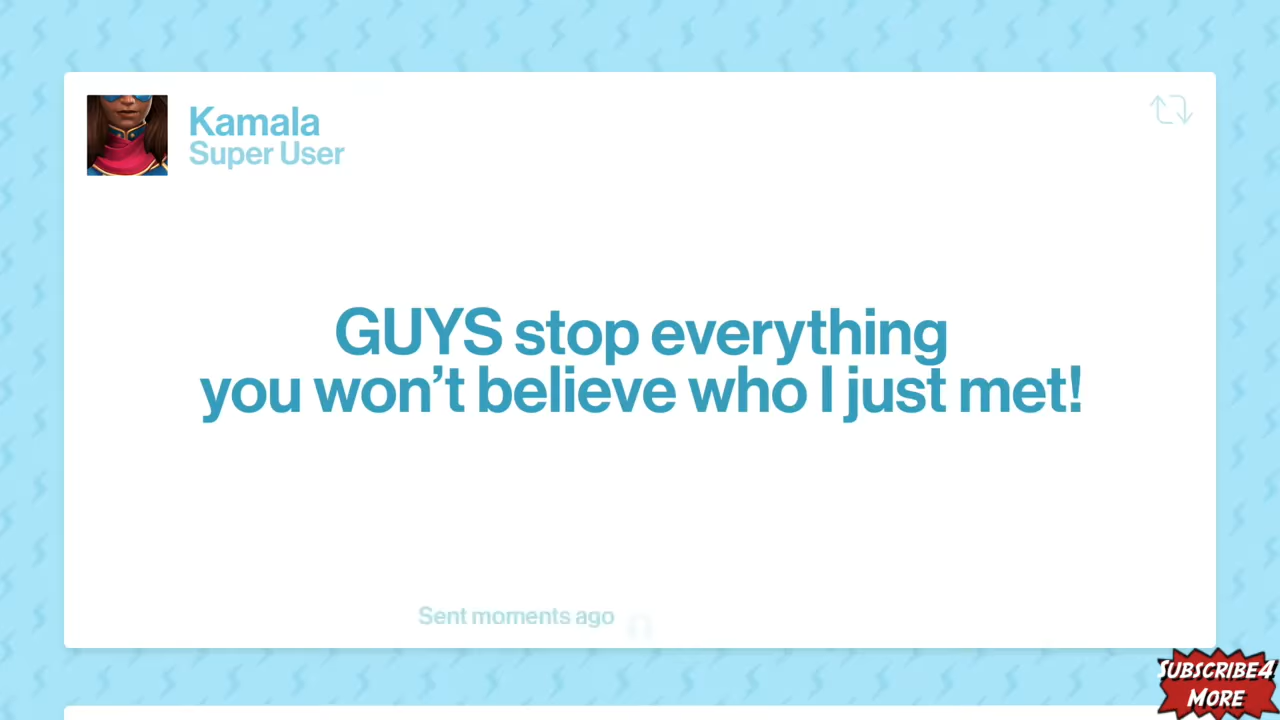 Kamala
Super User
GUYS stop everything
you won’t believe who I just met!
Sent moments ago
SUBSCRIBE4
MORE